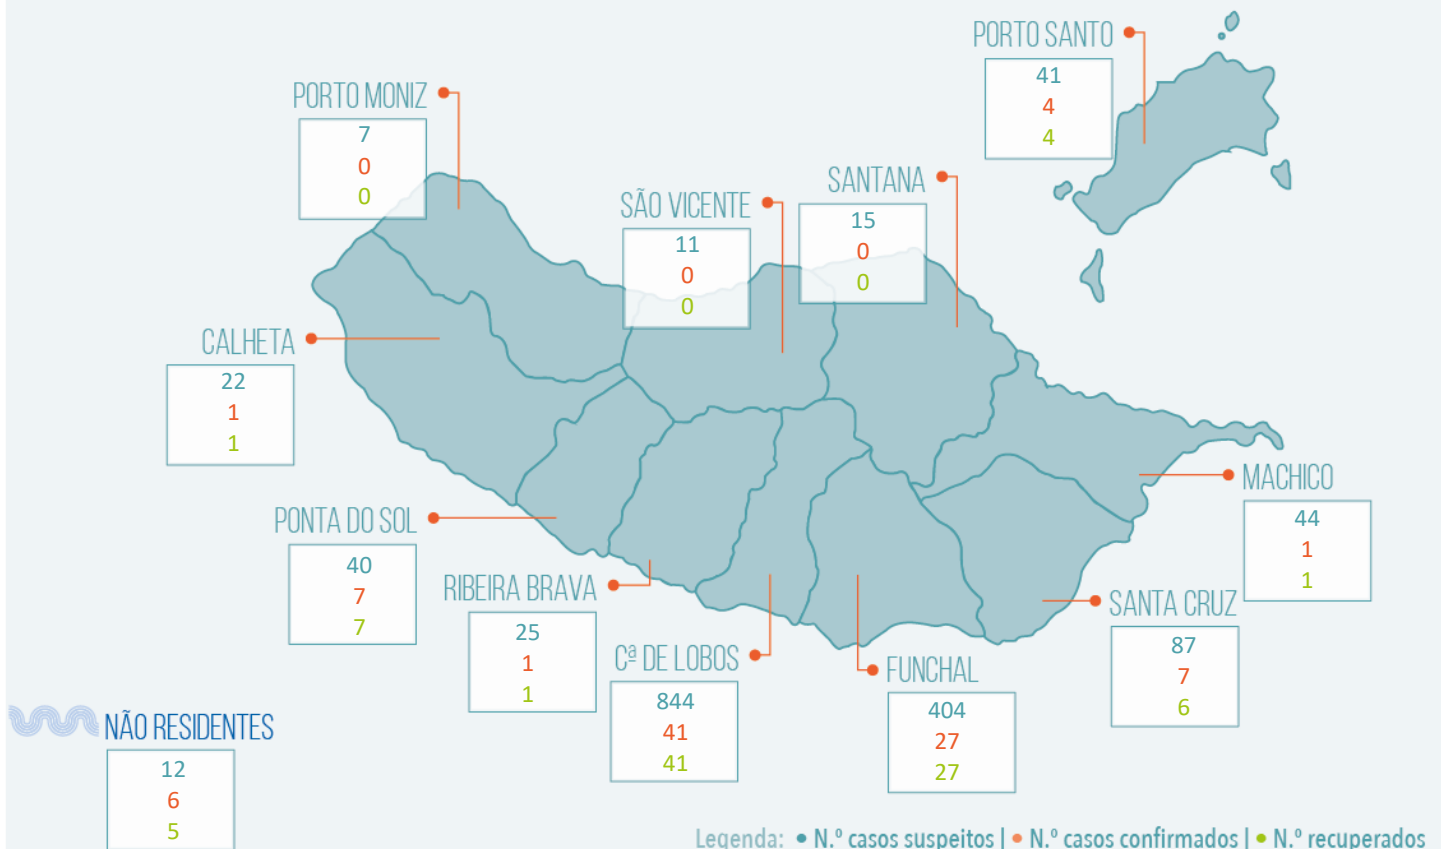 PORTO SANTO
41
4
4
PORTO MONIZ
7
0
0
SANTANA
15
0
0
SÃO VICENTE
11
0
0
CALHETA
22
1
1
MACHICO
44
1
1
PONTA DO SOL
40
7
7
RIBEIRA BRAVA
25
1
1
SANTA CRUZ
87
7
6
Cª DE LOBOS
844
41
41
FUNCHAL
404
27
27
NÃO RESIDENTES
12
6
5
Legenda: • N.º casos suspeitos | • N.º casos confirmados | • N.º recuperados